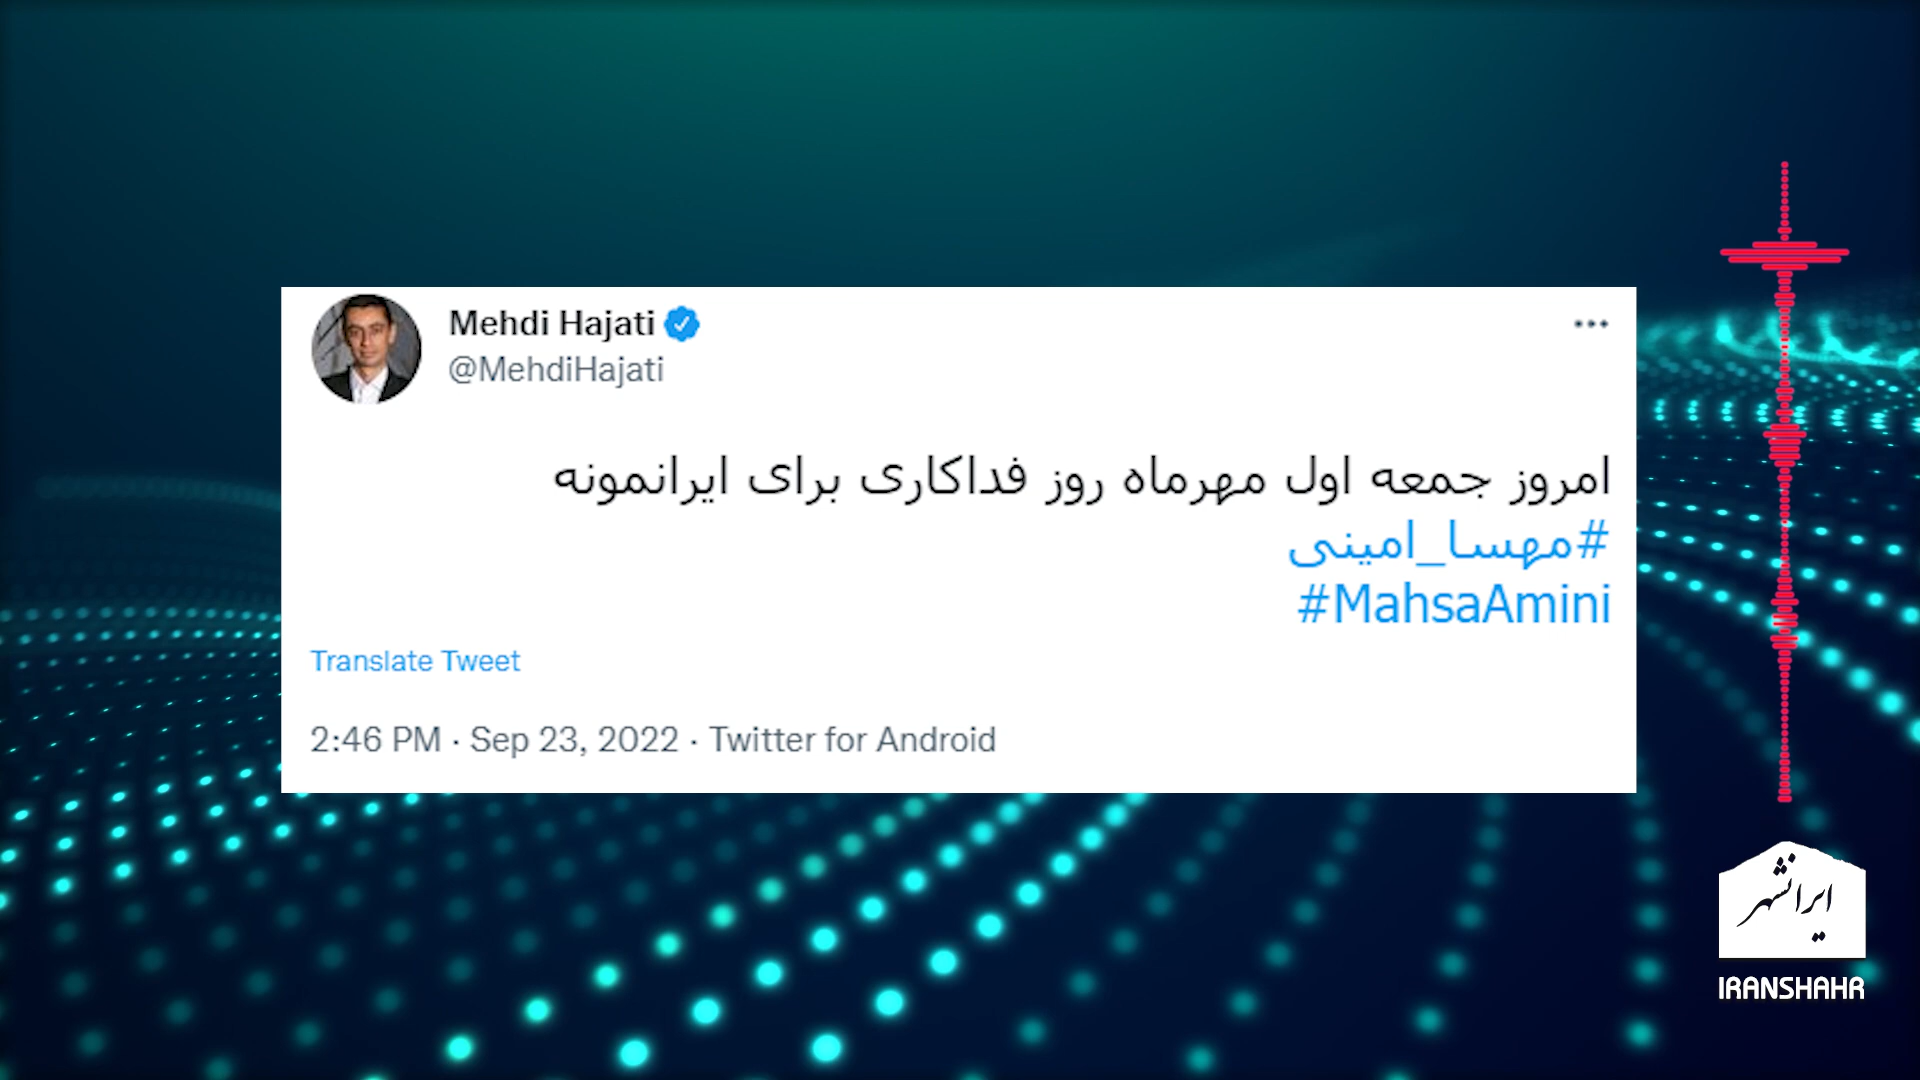 Mehdi Hajati
@MehdiHajati
امروز جمعه اول مهرماه روز فداکاری برای ایرانمونه
#مهسا_امینی
#MahsaAmini
Translate Tweet
2:46 PM · Sep 23, 2022 · Twitter for Android
ایرانشهر
IRANSHAHR